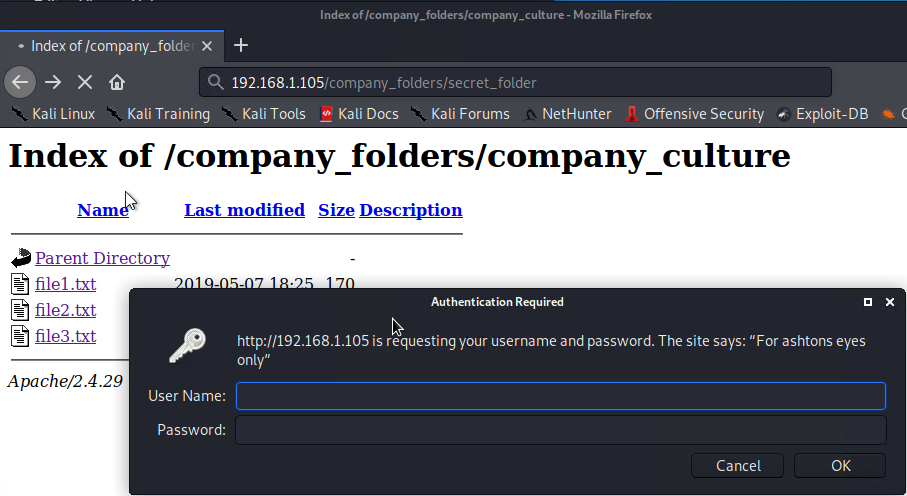 Index of /company_folders/company_culture - Mozilla Firefox
Index of /company_folder
192.168.1.105/company_folders/secret_folder
Kali Linux Kali Training Kali Tools Kali Docs Kali Forums NetHunter Offensive Security Exploit-DB
Index of /company_folders/company_culture
Name Last modified Size Description
Parent Directory -
file1.txt 2019-05-07 18:25 170
file2.txt
file3.txt
Apache/2.4.29
Authentication Required
http://192.168.1.105 is requesting your username and password. The site says: “For ashtons eyes
only”
User Name:
Password:
Cancel OK